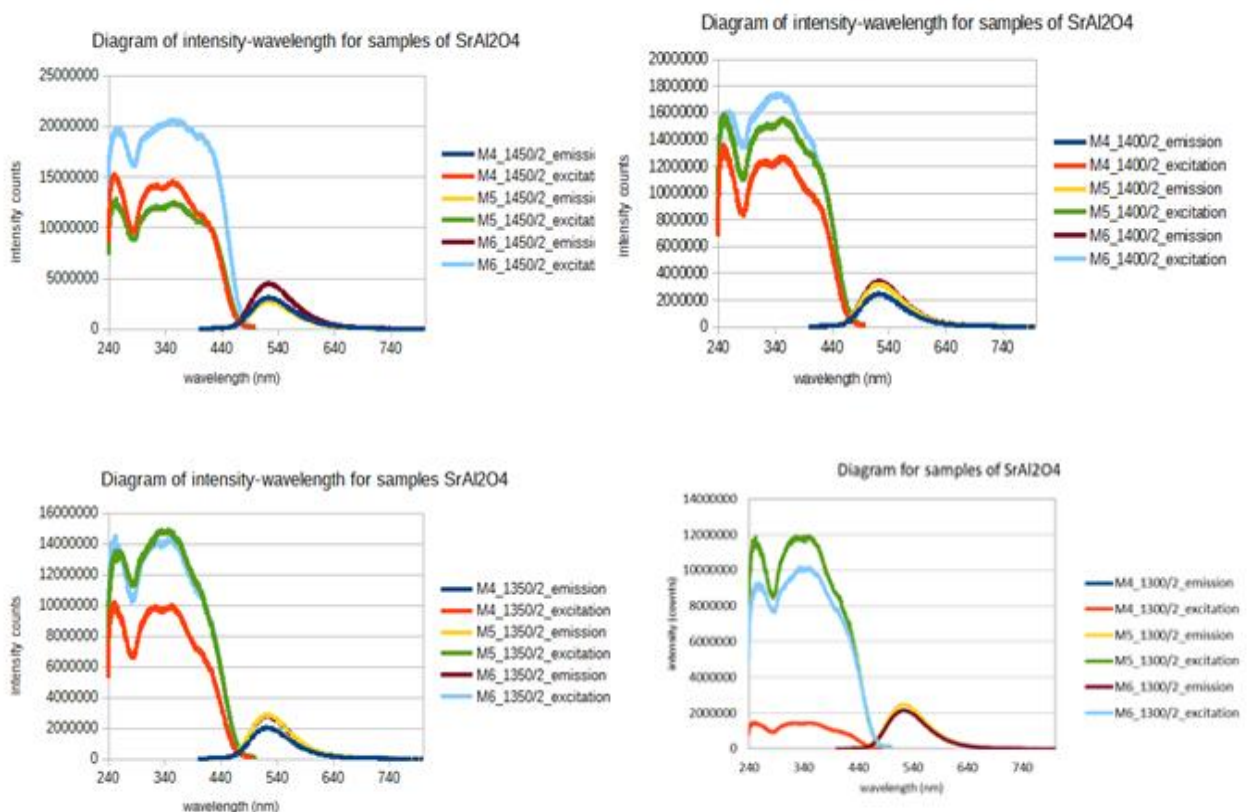 Diagram of intensity-wavelength for samples of SrAl2O4
25000000
20000000
15000000
10000000
5000000
0
240 340 440 540 640 740
intensity counts
wavelength (nm)
M4_1450/2_emissi
M4_1450/2_excitat
M5_1450/2_emissi
M5_1450/2_excitat
M6_1450/2_emissi
M6_1450/2_excitat
Diagram of intensity-wavelength for samples of SrAl2O4
20000000
18000000
16000000
14000000
12000000
10000000
8000000
6000000
4000000
2000000
0
240 340 440 540 640 740
intensity counts
wavelength (nm)
M4_1400/2_emission
M4_1400/2_excitation
M5_1400/2_emission
M5_1400/2_excitation
M6_1400/2_emission
M6_1400/2_excitation
Diagram of intensity-wavelength for samples SrAl2O4
16000000
14000000
12000000
10000000
8000000
6000000
4000000
2000000
0
240 340 440 540 640 740
intensity counts
wavelength (nm)
M4_1350/2_emission
M4_1350/2_excitation
M5_1350/2_emission
M5_1350/2_excitation
M6_1350/2_emission
M6_1350/2_excitation
Diagram for samples of SrAl2O4
14000000
12000000
10000000
8000000
6000000
4000000
2000000
0
240 340 440 540 640 740
intensity (counts)
wavelength (nm)
M4_1300/2_emission
M4_1300/2_excitation
M5_1300/2_emission
M5_1300/2_excitation
M6_1300/2_emission
M6_1300/2_excitation